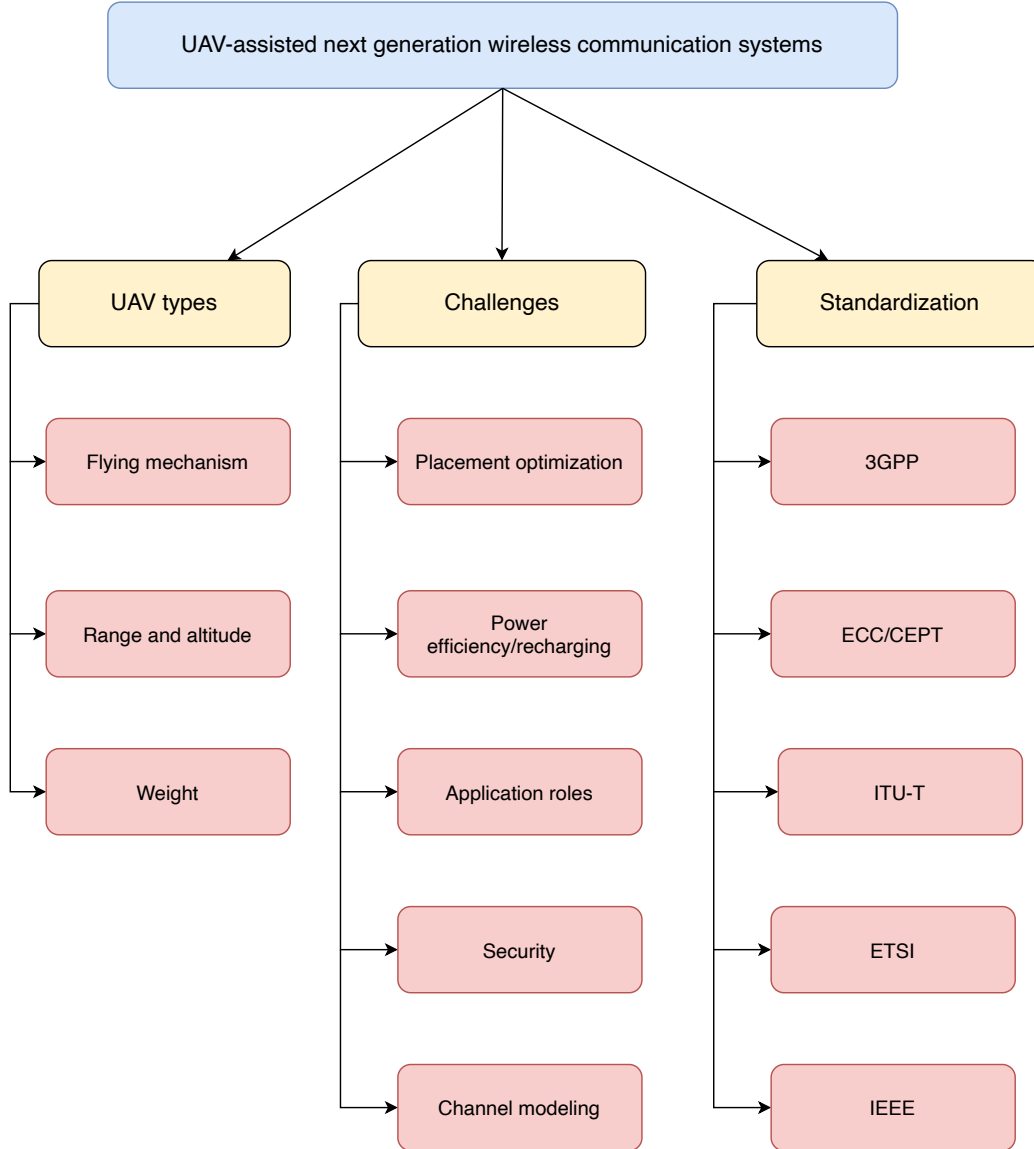 UAV-assisted next generation wireless communication systems
UAV types
Challenges
Standardization
Flying mechanism
Placement optimization
3GPP
Range and altitude
Power
efficiency/recharging
ECC/CEPT
Weight
Application roles
ITU-T
Security
ETSI
Channel modeling
IEEE